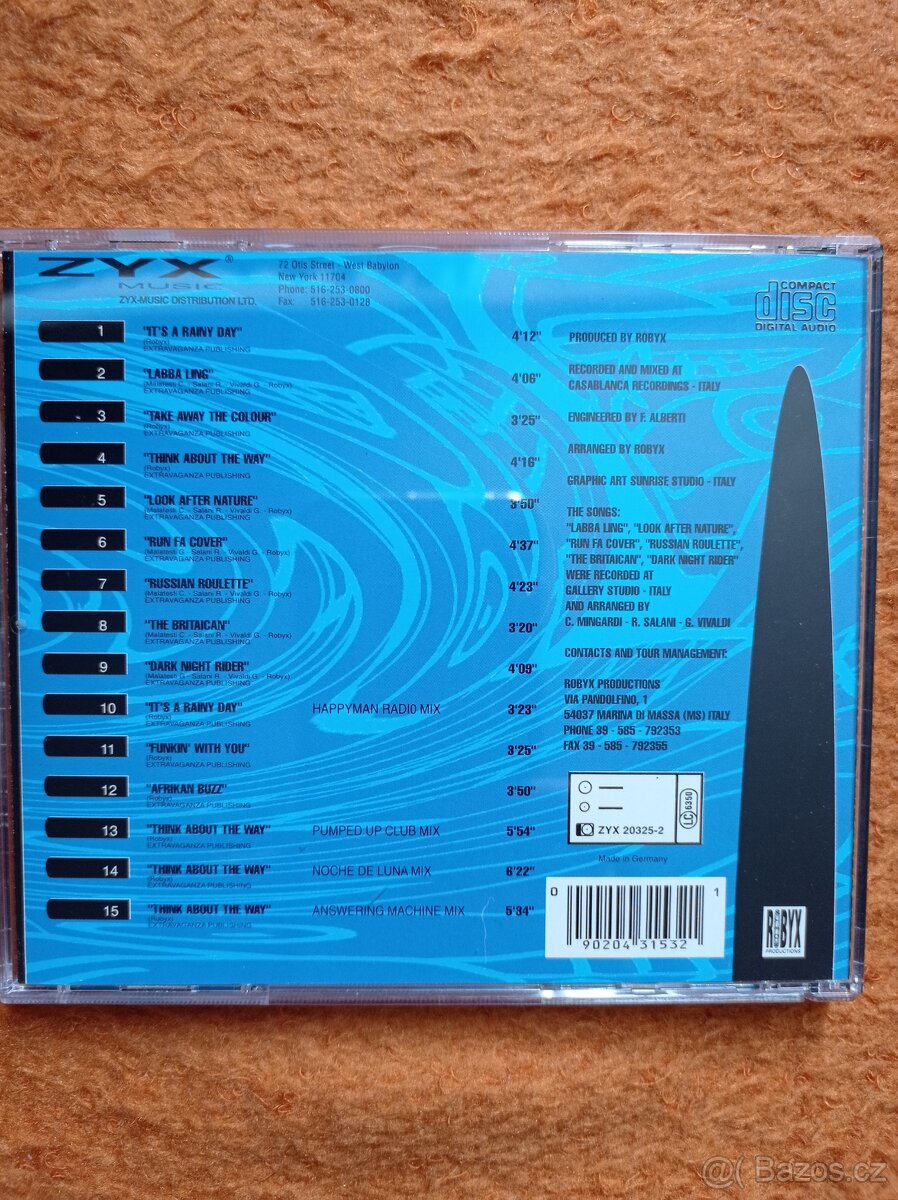 ZYX®
MUSIC
ZYX-MUSIC DISTRIBUTION LTD.
72 Otis Street - West Babylon
New York 11704
Phone: 516-253-0800
Fax: 516-253-0128
COMPACT
disc
DIGITAL AUDIO
1 "IT'S A RAINY DAY" 4'12"
(Robyx)
EXTRAVAGANZA PUBLISHING
2 "LABBA LING" 4'06"
(Malatesti C. - Salani R. - Vivaldi G. - Robyx)
EXTRAVAGANZA PUBLISHING
3 "TAKE AWAY THE COLOUR" 3'25"
(Robyx)
EXTRAVAGANZA PUBLISHING
4 "THINK ABOUT THE WAY" 4'16"
(Robyx)
EXTRAVAGANZA PUBLISHING
5 "LOOK AFTER NATURE" 3'50"
(Malatesti C. - Salani R. - Vivaldi G. - Robyx)
EXTRAVAGANZA PUBLISHING
6 "RUN FA COVER" 4'37"
(Malatesti G. - Salani R. - Vivaldi G. - Robyx)
EXTRAVAGANZA PUBLISHING
7 "RUSSIAN ROULETTE" 4'23"
(Malatesti C. - Salani R. - Vivaldi G. - Robyx)
EXTRAVAGANZA PUBLISHING
8 "THE BRITAICAN" 3'20"
(Malatesti C. - Salani R. - Vivaldi G. - Robyx)
EXTRAVAGANZA PUBLISHING
9 "DARK NIGHT RIDER" 4'09"
(Malatesti G. - Salani R. - Vivaldi G. - Robyx)
EXTRAVAGANZA PUBLISHING
10 "IT'S A RAINY DAY" HAPPYMAN RADIO MIX 3'23"
(Robyx)
EXTRAVAGANZA PUBLISHING
11 "FUNKIN' WITH YOU" 3'25"
(Robyx)
EXTRAVAGANZA PUBLISHING
12 "AFRIKAN BUZZ" 3'50"
(Robyx)
EXTRAVAGANZA PUBLISHING
13 "THINK ABOUT THE WAY" PUMPED UP CLUB MIX 5'54"
(Robyx)
EXTRAVAGANZA PUBLISHING
14 "THINK ABOUT THE WAY" NOCHE DE LUNA MIX 6'22"
(Robyx)
EXTRAVAGANZA PUBLISHING
15 "THINK ABOUT THE WAY" ANSWERING MACHINE MIX 5'34"
(Robyx)
EXTRAVAGANZA PUBLISHING
PRODUCED BY ROBYX
RECORDED AND MIXED AT
CASABLANCA RECORDINGS - ITALY
ENGINEERED BY F. ALBERTI
ARRANGED BY ROBYX
GRAPHIC ART SUNRISE STUDIO - ITALY
THE SONGS:
"LABBA LING", "LOOK AFTER NATURE",
"RUN FA COVER", "RUSSIAN ROULETTE",
"THE BRITAICAN", "DARK NIGHT RIDER"
WERE RECORDED AT
GALLERY STUDIO - ITALY
AND ARRANGED BY
C. MINGARDI - R. SALANI - G. VIVALDI
CONTACTS AND TOUR MANAGEMENT:
ROBYX PRODUCTIONS
VIA PANDOLFINO, 1
54037 MARINA DI MASSA (MS) ITALY
PHONE 39 - 585 - 792353
FAX 39 - 585 - 792355
ZYX 20325-2
LC 6350
Made in Germany
0 90204 31532 1
ROBYX
PRODUCTIONS
@( Bazos.cz